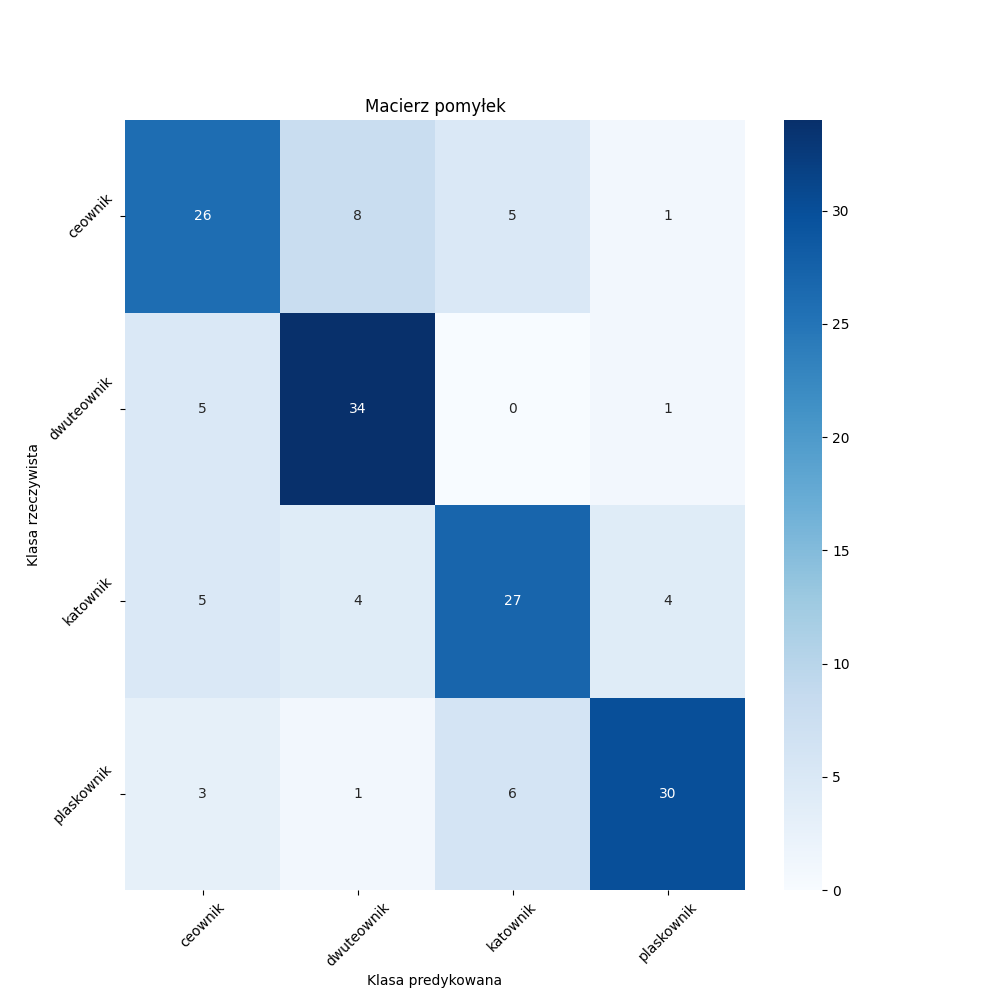 Macierz pomyłek
ceownik 26 8 5 1
dwuteownik 5 34 0 1
katownik 5 4 27 4
plaskownik 3 1 6 30
ceownik dwuteownik katownik plaskownik
Klasa predykowana
Klasa rzeczywista
30
25
20
15
10
5
0